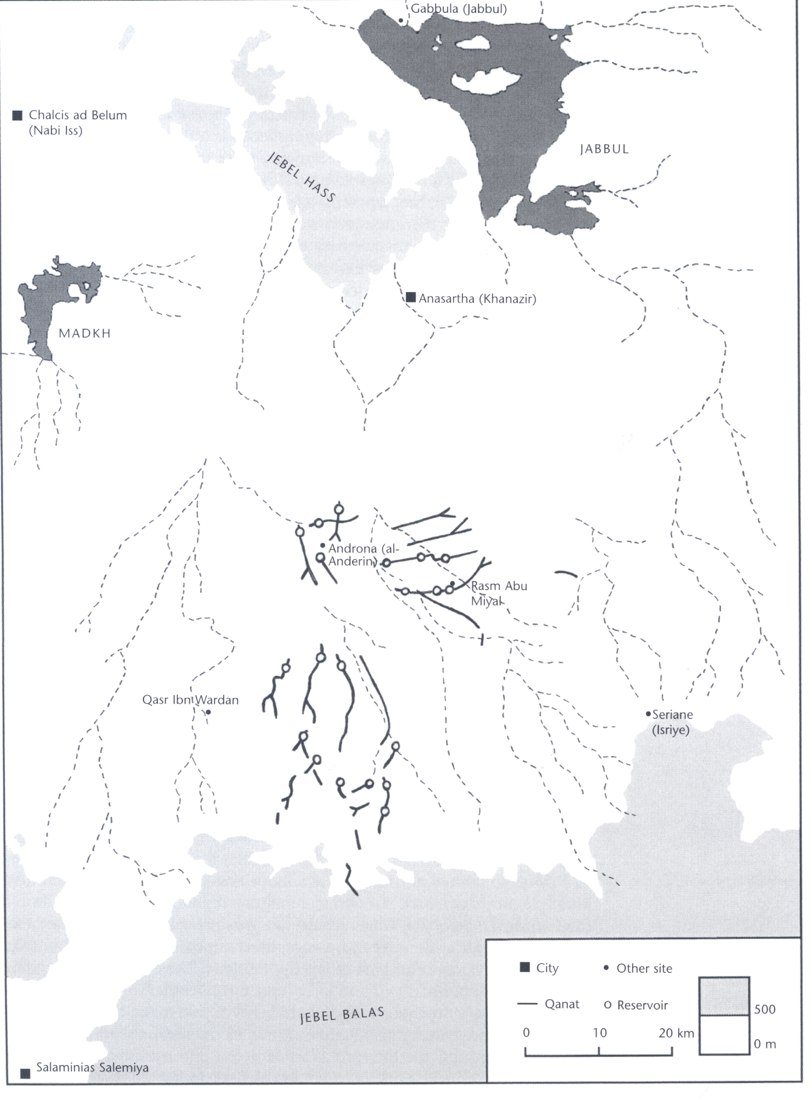 Gabbula (Jabbul)
Chalcis ad Belum
(Nabi Iss)
JABBUL
JEBEL HASS
Anasartha (Khanazir)
MADKH
Androna (al-
Anderin)
Rasm Abu
Miyal
Qasr Ibn Wardan
Seriane
(Isriye)
JEBEL BALAS
Salaminias Salemiya
City
Other site
Qanat
Reservoir
0
10
20 km
500
0 m